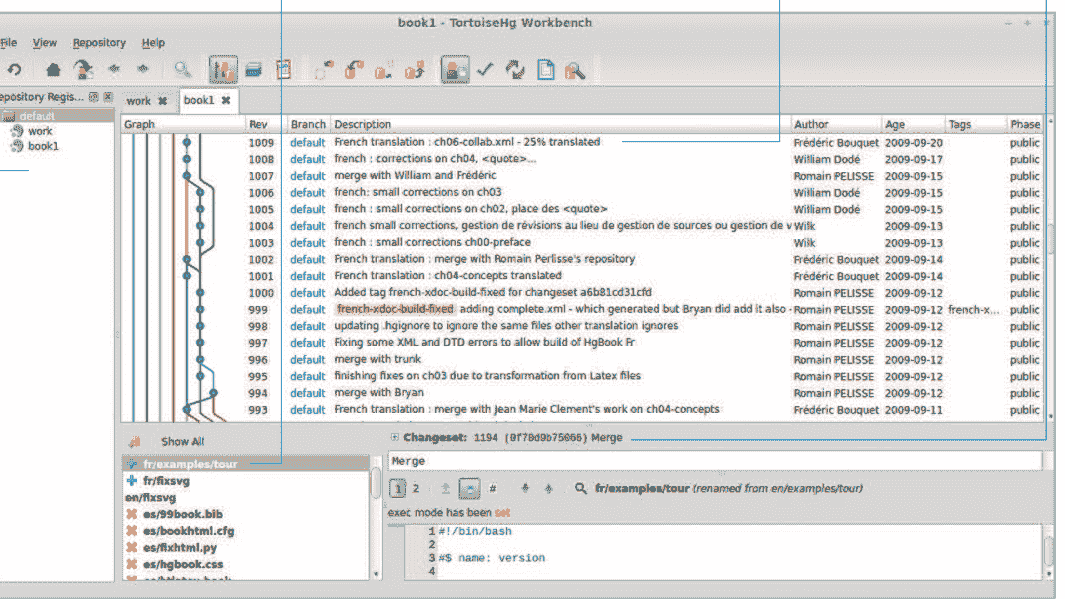 book1 - TortoiseHg Workbench
File View Repository Help
epository Regis...
work book1
default
work
book1
Graph Rev Branch Description Author Age Tags Phase
1009 default French translation : ch06-collab.xml - 25% translated Frédéric Bouquet 2009-09-20 public
1008 default french : corrections on ch04, <quote>... William Dodé 2009-09-17 public
1007 default merge with William and Frédéric Romain PELISSE 2009-09-15 public
1006 default french: small corrections on ch03 William Dodé 2009-09-15 public
1005 default french : small corrections on ch02, place des <quote> William Dodé 2009-09-15 public
1004 default french small corrections, gestion de révisions au lieu de gestion de sources ou gestion de v Wilk 2009-09-13 public
1003 default french : small corrections ch00-preface Wilk 2009-09-13 public
1002 default French translation : merge with Romain Perlisse's repository Frédéric Bouquet 2009-09-14 public
1001 default French translation : ch04-concepts translated Frédéric Bouquet 2009-09-14 public
1000 default Added tag french-xdoc-build-fixed for changeset a6b81cd31cfd Romain PELISSE 2009-09-12 public
999 default french-xdoc-build-fixed adding complete.xml - which generated but Bryan did add it also - Romain PELISSE 2009-09-12 french-x... public
998 default updating .hgignore to ignore the same files other translation ignores Romain PELISSE 2009-09-12 public
997 default Fixing some XML and DTD errors to allow build of HgBook Fr Romain PELISSE 2009-09-12 public
996 default merge with trunk Romain PELISSE 2009-09-12 public
995 default finishing fixes on ch03 due to transformation from Latex files Romain PELISSE 2009-09-12 public
994 default merge with Bryan Romain PELISSE 2009-09-12 public
993 default French translation : merge with Jean Marie Clement's work on ch04-concepts Frédéric Bouquet 2009-09-11 public
Show All
Changeset: 1194 (0f78d9b75066) Merge
fr/examples/tour
fr/fixsvg
en/fixsvg
es/99book.bib
es/bookhtml.cfg
es/fixhtml.py
es/hgbook.css
Merge
1 2 # fr/examples/tour (renamed from en/examples/tour)
exec mode has been set
1 #!/bin/bash
2
3 #$ name: version
4